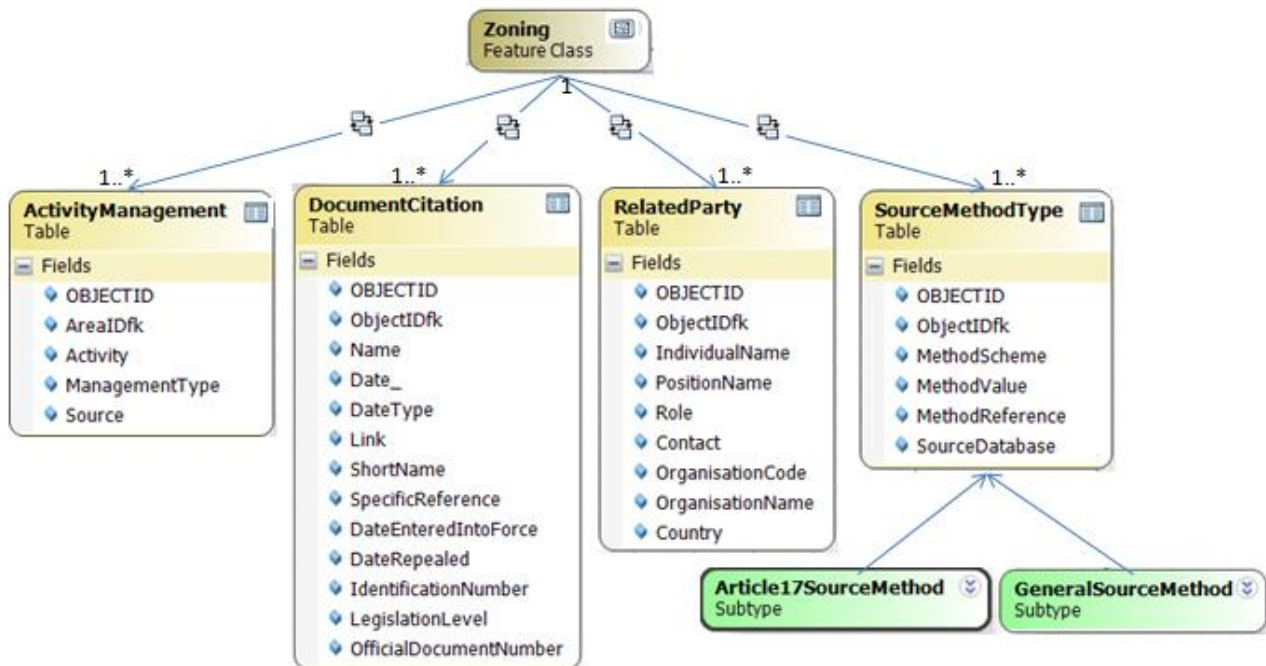 Zoning
Feature Class
1
1..*
1..*
1..*
1..*
ActivityManagement
Table
Fields
OBJECTID
AreaIDfk
Activity
ManagementType
Source
DocumentCitation
Table
Fields
OBJECTID
ObjectIDfk
Name
Date_
DateType
Link
ShortName
SpecificReference
DateEnteredIntoForce
DateRepealed
IdentificationNumber
LegislationLevel
OfficialDocumentNumber
RelatedParty
Table
Fields
OBJECTID
ObjectIDfk
IndividualName
PositionName
Role
Contact
OrganisationCode
OrganisationName
Country
SourceMethodType
Table
Fields
OBJECTID
ObjectIDfk
MethodScheme
MethodValue
MethodReference
SourceDatabase
Article17SourceMethod
Subtype
GeneralSourceMethod
Subtype